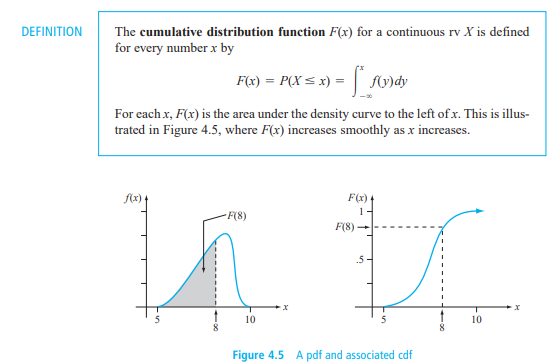 DEFINITION
The cumulative distribution function F(x) for a continuous rv X is defined
for every number x by
F(x) = P(X ≤ x) = ∫_{-∞}^{x} f(y)dy
For each x, F(x) is the area under the density curve to the left of x. This is illus-
trated in Figure 4.5, where F(x) increases smoothly as x increases.
f(x)
F(8)
5
8
10
x
F(x)
1
F(8)
.5
5
8
10
x
Figure 4.5 A pdf and associated cdf